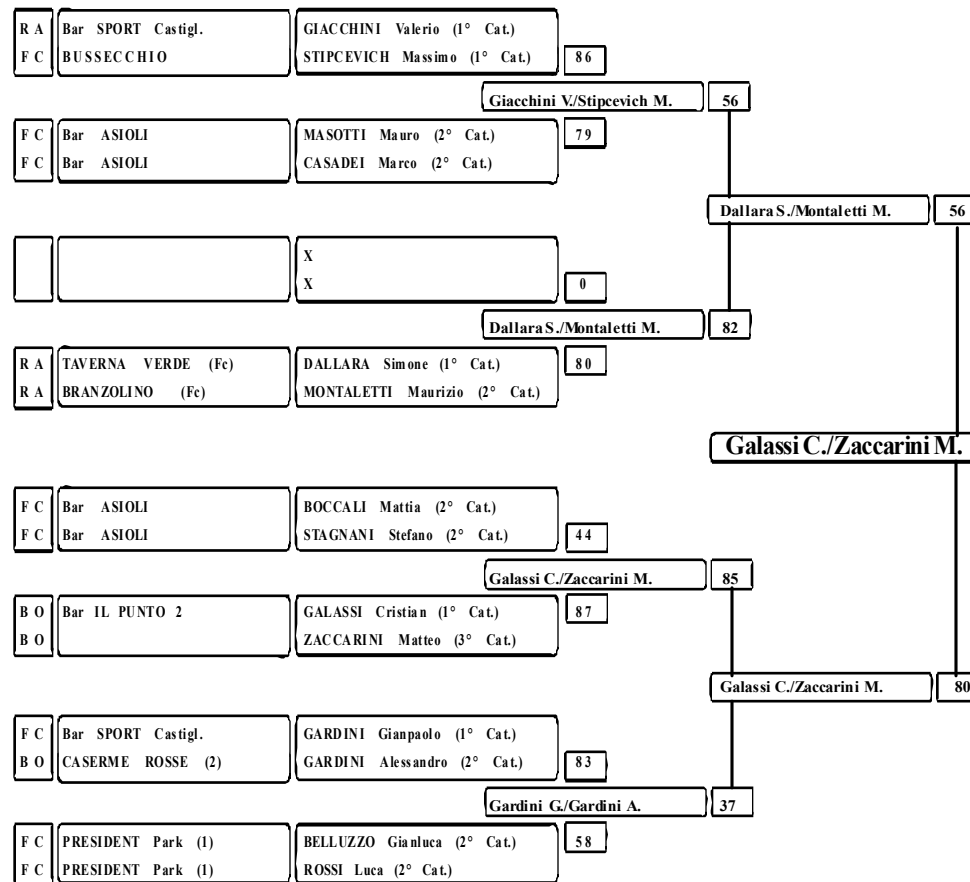 R A Bar SPORT Castigl. GIACCHINI Valerio (1° Cat.)
F C BUSSECCHIO STIPCEVICH Massimo (1° Cat.) 86
Giacchini V./Stipcevich M. 56
F C Bar ASIOLI MASOTTI Mauro (2° Cat.) 79
F C Bar ASIOLI CASADEI Marco (2° Cat.)
Dallara S./Montaletti M. 56
X
X 0
Dallara S./Montaletti M. 82
R A TAVERNA VERDE (Fc) DALLARA Simone (1° Cat.) 80
R A BRANZOLINO (Fc) MONTALETTI Maurizio (2° Cat.)
Galassi C./Zaccarini M.
F C Bar ASIOLI BOCCALI Mattia (2° Cat.)
F C Bar ASIOLI STAGNANI Stefano (2° Cat.) 44
Galassi C./Zaccarini M. 85
B O Bar IL PUNTO 2 GALASSI Cristian (1° Cat.) 87
B O ZACCARINI Matteo (3° Cat.)
Galassi C./Zaccarini M. 80
F C Bar SPORT Castigl. GARDINI Gianpaolo (1° Cat.)
B O CASERME ROSSE (2) GARDINI Alessandro (2° Cat.) 83
Gardini G./Gardini A. 37
F C PRESIDENT Park (1) BELLUZZO Gianluca (2° Cat.) 58
F C PRESIDENT Park (1) ROSSI Luca (2° Cat.)